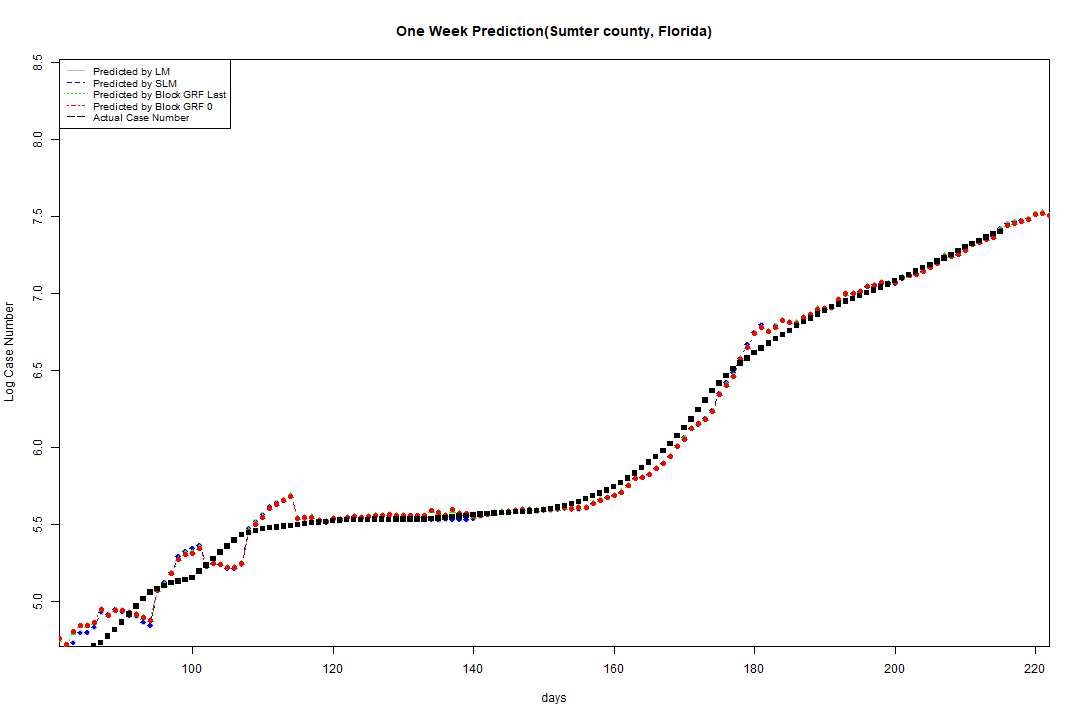 One Week Prediction(Sumter county, Florida)
Predicted by LM
Predicted by SLM
Predicted by Block GRF Last
Predicted by Block GRF 0
Actual Case Number
8.5
8.0
7.5
7.0
6.5
6.0
5.5
5.0
Log Case Number
100 120 140 160 180 200 220
days